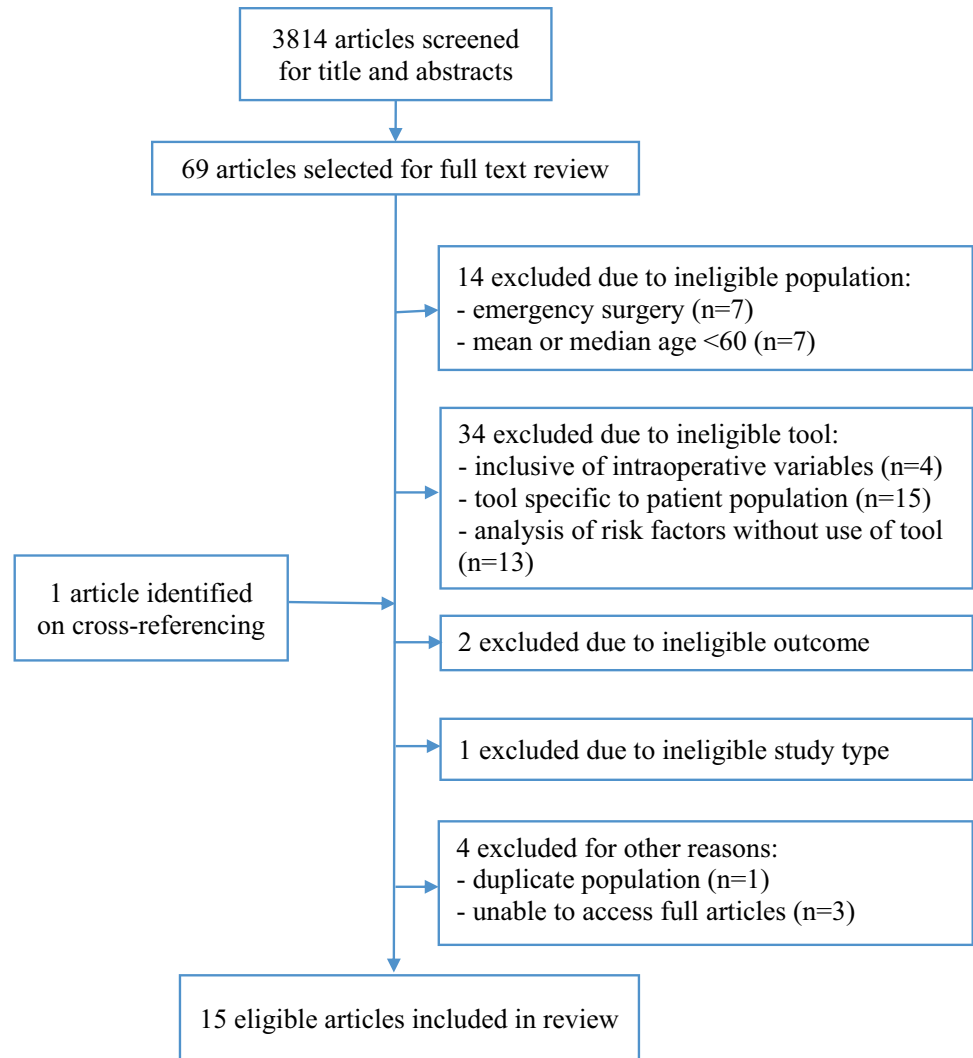 3814 articles screened
for title and abstracts
69 articles selected for full text review
14 excluded due to ineligible population:
- emergency surgery (n=7)
- mean or median age <60 (n=7)
34 excluded due to ineligible tool:
- inclusive of intraoperative variables (n=4)
- tool specific to patient population (n=15)
- analysis of risk factors without use of tool
(n=13)
1 article identified
on cross-referencing
2 excluded due to ineligible outcome
1 excluded due to ineligible study type
4 excluded for other reasons:
- duplicate population (n=1)
- unable to access full articles (n=3)
15 eligible articles included in review